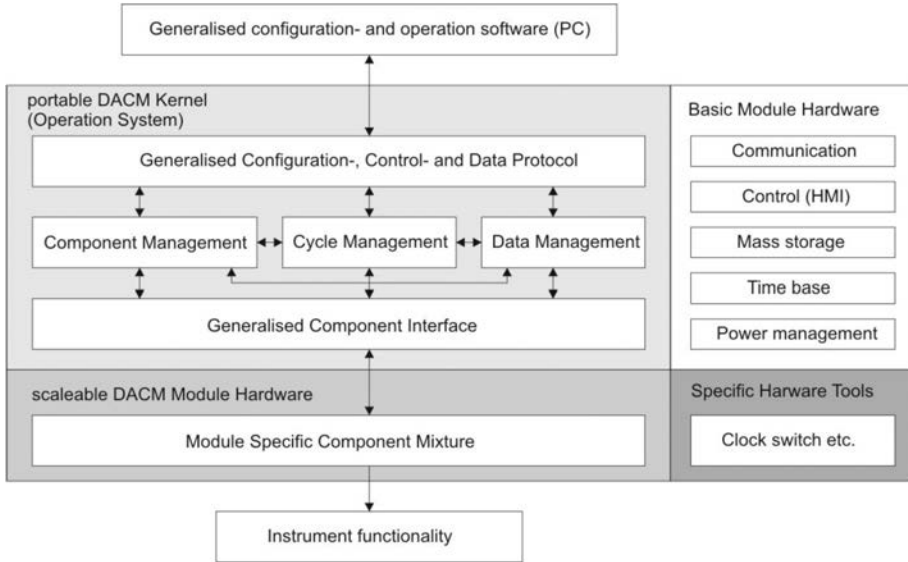 Generalised configuration- and operation software (PC)
portable DACM Kernel
(Operation System)
Generalised Configuration-, Control- and Data Protocol
Component Management
Cycle Management
Data Management
Generalised Component Interface
scaleable DACM Module Hardware
Module Specific Component Mixture
Instrument functionality
Basic Module Hardware
Communication
Control (HMI)
Mass storage
Time base
Power management
Specific Harware Tools
Clock switch etc.